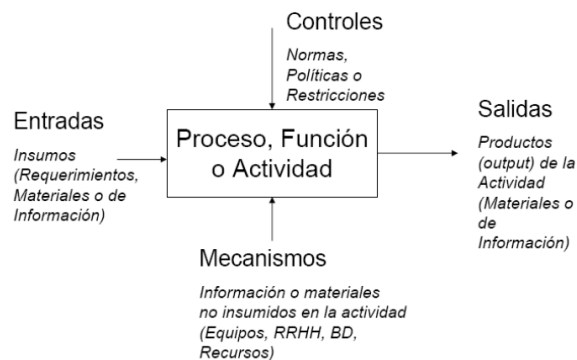 Controles
Normas,
Políticas o
Restricciones
Entradas
Insumos
(Requerimientos,
Materiales o de
Información)
Proceso, Función
o Actividad
Salidas
Productos
(output) de la
Actividad
(Materiales o
de
Información)
Mecanismos
Información o materiales
no insumidos en la actividad
(Equipos, RRHH, BD,
Recursos)